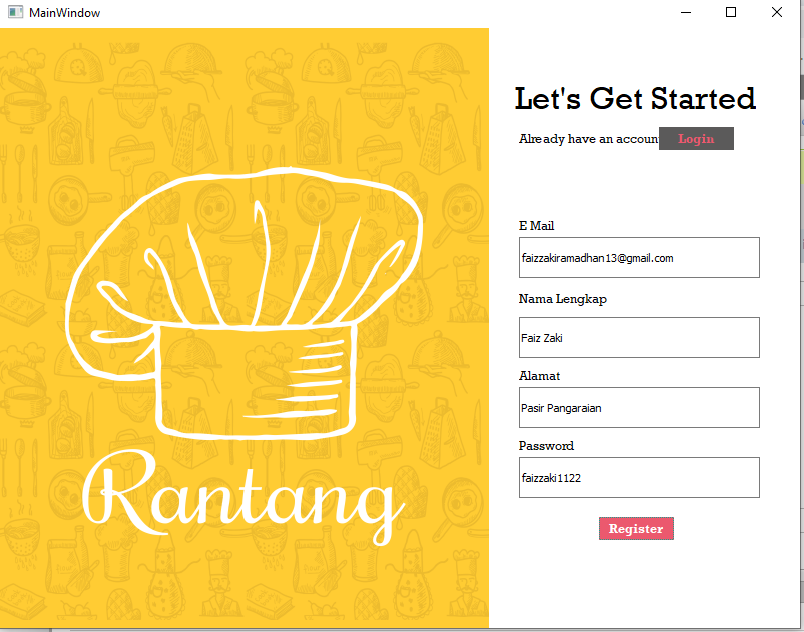 MainWindow
Let's Get Started
Already have an accoun Login
E Mail
faizzakiramadhan13@gmail.com
Nama Lengkap
Faiz Zaki
Alamat
Pasir Pangaraian
Password
faizzaki1122
Register
Rantang